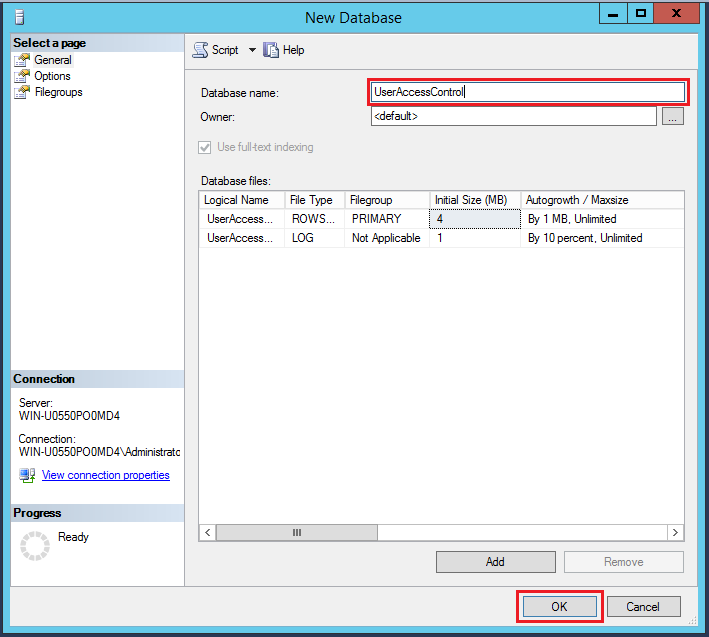 New Database
Select a page
General
Options
Filegroups
Script
Help
Database name:
UserAccessControl
Owner:
<default>
...
Use full-text indexing
Database files:
Logical Name File Type Filegroup Initial Size (MB) Autogrowth / Maxsize
UserAccess... ROWS... PRIMARY 4 By 1 MB, Unlimited
UserAccess... LOG Not Applicable 1 By 10 percent, Unlimited
Connection
Server:
WIN-U0550PO0MD4
Connection:
WIN-U0550PO0MD4\Administrato
View connection properties
Progress
Ready
Add
Remove
OK
Cancel